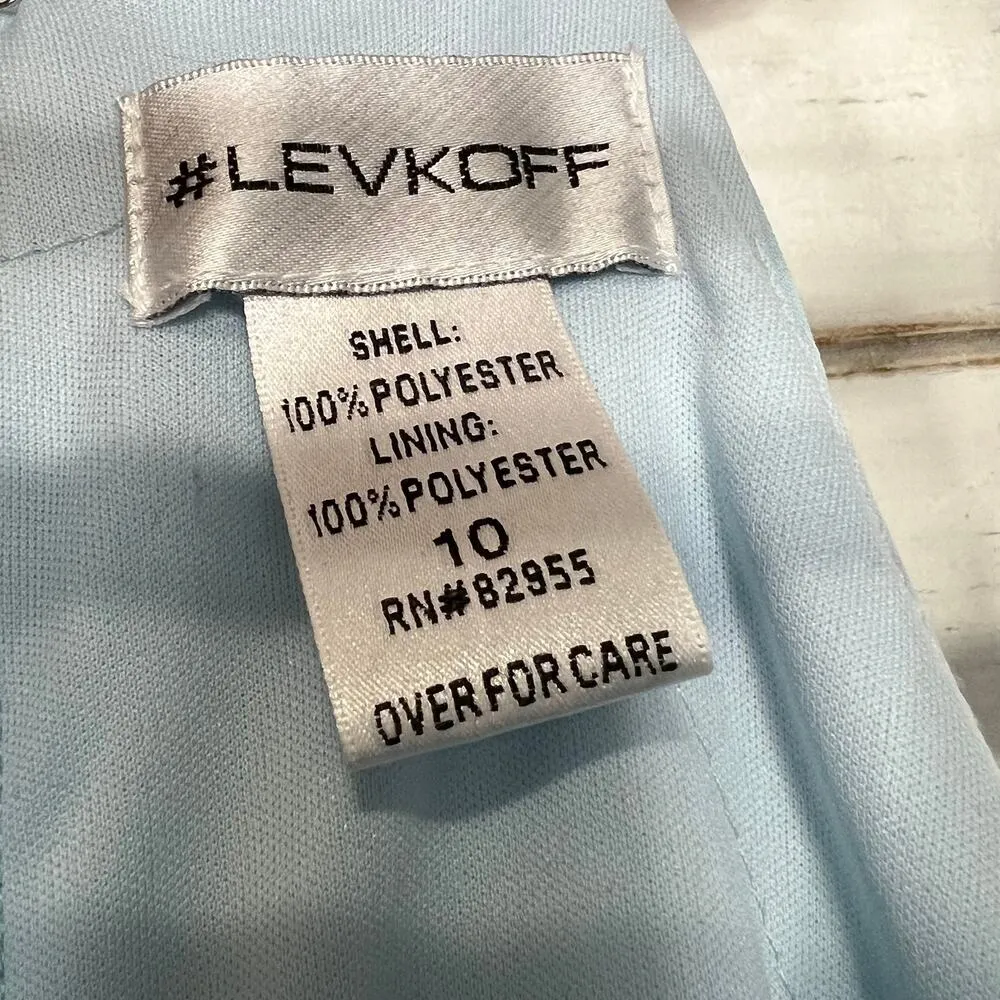 #LEVKOFF
SHELL:
100% POLYESTER
LINING:
100% POLYESTER
10
RN#82955
OVER FOR CARE